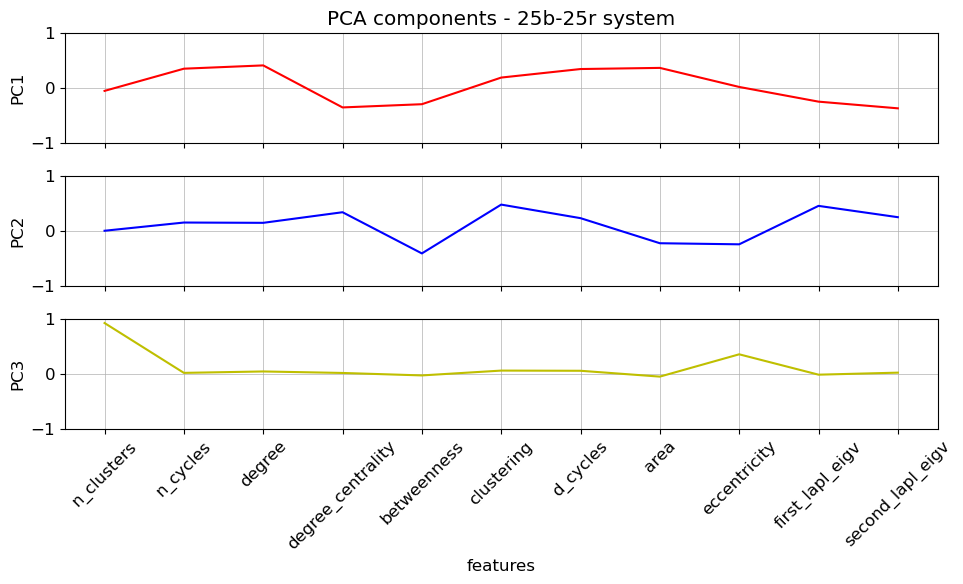 PCA components - 25b-25r system
1
0
−1
PC1
1
0
−1
PC2
1
0
−1
PC3
n_clusters
n_cycles
degree
degree_centrality
betweenness
clustering
d_cycles
area
eccentricity
first_lapl_eigv
second_lapl_eigv
features